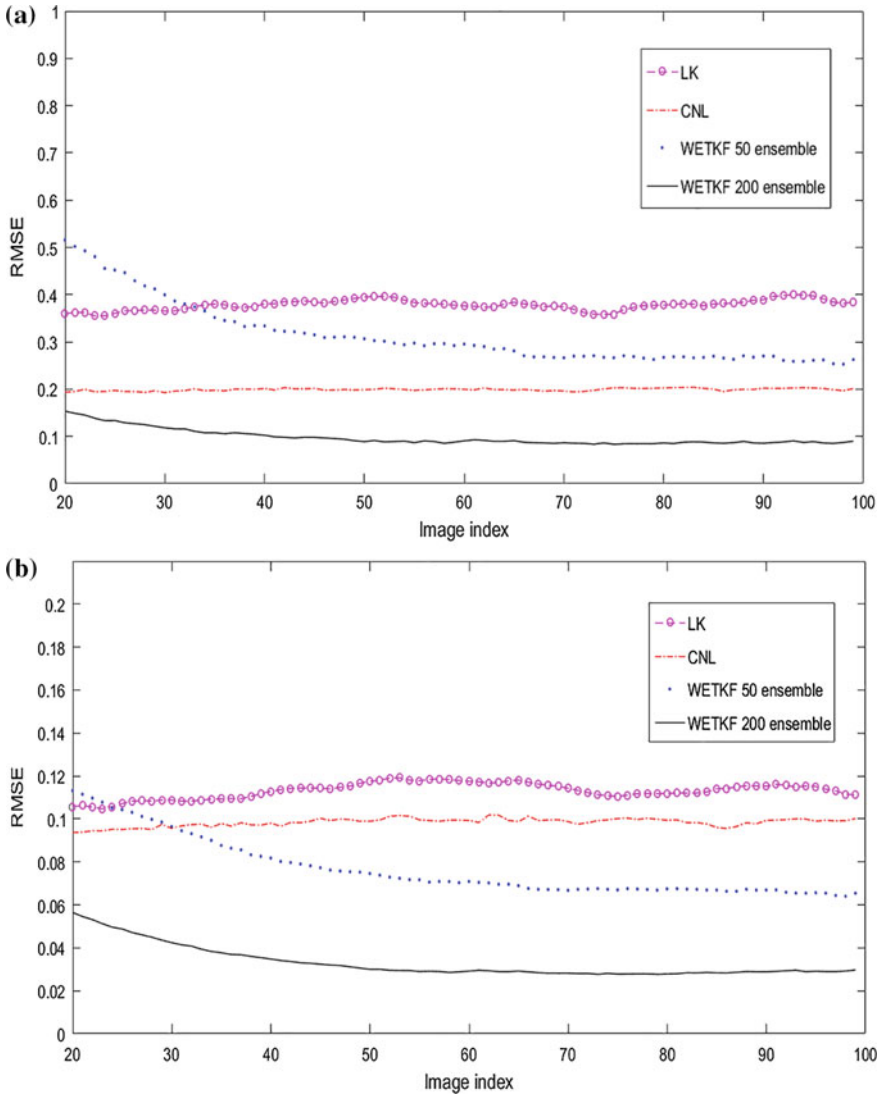 (a)
1
0.9
0.8
0.7
0.6
0.5
0.4
0.3
0.2
0.1
0
RMSE
LK
CNL
WETKF 50 ensemble
WETKF 200 ensemble
20 30 40 50 60 70 80 90 100
Image index
(b)
0.2
0.18
0.16
0.14
0.12
0.1
0.08
0.06
0.04
0.02
0
RMSE
LK
CNL
WETKF 50 ensemble
WETKF 200 ensemble
20 30 40 50 60 70 80 90 100
Image index